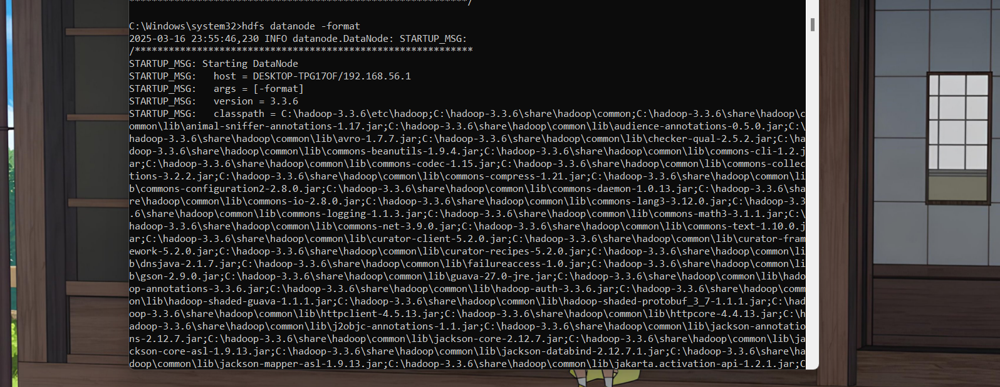 ************************************************************/
C:\Windows\system32>hdfs datanode -format
2025-03-16 23:55:46,230 INFO datanode.DataNode: STARTUP_MSG:
/************************************************************
STARTUP_MSG: Starting DataNode
STARTUP_MSG:   host = DESKTOP-TPG17OF/192.168.56.1
STARTUP_MSG:   args = [-format]
STARTUP_MSG:   version = 3.3.6
STARTUP_MSG:   classpath = C:\hadoop-3.3.6\etc\hadoop;C:\hadoop-3.3.6\share\hadoop\common;C:\hadoop-3.3.6\share\hadoop\c
ommon\lib\animal-sniffer-annotations-1.17.jar;C:\hadoop-3.3.6\share\hadoop\common\lib\audience-annotations-0.5.0.jar;C:\
hadoop-3.3.6\share\hadoop\common\lib\avro-1.7.7.jar;C:\hadoop-3.3.6\share\hadoop\common\lib\checker-qual-2.5.2.jar;C:\ha
doop-3.3.6\share\hadoop\common\lib\commons-beanutils-1.9.4.jar;C:\hadoop-3.3.6\share\hadoop\common\lib\commons-cli-1.2.j
ar;C:\hadoop-3.3.6\share\hadoop\common\lib\commons-codec-1.15.jar;C:\hadoop-3.3.6\share\hadoop\common\lib\commons-collec
tions-3.2.2.jar;C:\hadoop-3.3.6\share\hadoop\common\lib\commons-compress-1.21.jar;C:\hadoop-3.3.6\share\hadoop\common\li
b\commons-configuration2-2.8.0.jar;C:\hadoop-3.3.6\share\hadoop\common\lib\commons-daemon-1.0.13.jar;C:\hadoop-3.3.6\sha
re\hadoop\common\lib\commons-io-2.8.0.jar;C:\hadoop-3.3.6\share\hadoop\common\lib\commons-lang3-3.12.0.jar;C:\hadoop-3.3
.6\share\hadoop\common\lib\commons-logging-1.1.3.jar;C:\hadoop-3.3.6\share\hadoop\common\lib\commons-math3-3.1.1.jar;C:\
hadoop-3.3.6\share\hadoop\common\lib\commons-net-3.9.0.jar;C:\hadoop-3.3.6\share\hadoop\common\lib\commons-text-1.10.0.j
ar;C:\hadoop-3.3.6\share\hadoop\common\lib\curator-client-5.2.0.jar;C:\hadoop-3.3.6\share\hadoop\common\lib\curator-fram
ework-5.2.0.jar;C:\hadoop-3.3.6\share\hadoop\common\lib\curator-recipes-5.2.0.jar;C:\hadoop-3.3.6\share\hadoop\common\li
b\dnsjava-2.1.7.jar;C:\hadoop-3.3.6\share\hadoop\common\lib\failureaccess-1.0.jar;C:\hadoop-3.3.6\share\hadoop\common\li
b\gson-2.9.0.jar;C:\hadoop-3.3.6\share\hadoop\common\lib\guava-27.0-jre.jar;C:\hadoop-3.3.6\share\hadoop\common\lib\hado
op-annotations-3.3.6.jar;C:\hadoop-3.3.6\share\hadoop\common\lib\hadoop-auth-3.3.6.jar;C:\hadoop-3.3.6\share\hadoop\comm
on\lib\hadoop-shaded-guava-1.1.1.jar;C:\hadoop-3.3.6\share\hadoop\common\lib\hadoop-shaded-protobuf_3_7-1.1.1.jar;C:\had
oop-3.3.6\share\hadoop\common\lib\httpclient-4.5.13.jar;C:\hadoop-3.3.6\share\hadoop\common\lib\httpcore-4.4.13.jar;C:\h
adoop-3.3.6\share\hadoop\common\lib\j2objc-annotations-1.1.jar;C:\hadoop-3.3.6\share\hadoop\common\lib\jackson-annotatio
ns-2.12.7.jar;C:\hadoop-3.3.6\share\hadoop\common\lib\jackson-core-2.12.7.jar;C:\hadoop-3.3.6\share\hadoop\common\lib\ja
ckson-core-asl-1.9.13.jar;C:\hadoop-3.3.6\share\hadoop\common\lib\jackson-databind-2.12.7.1.jar;C:\hadoop-3.3.6\share\ha
doop\common\lib\jackson-mapper-asl-1.9.13.jar;C:\hadoop-3.3.6\share\hadoop\common\lib\jakarta.activation-api-1.2.1.jar;C